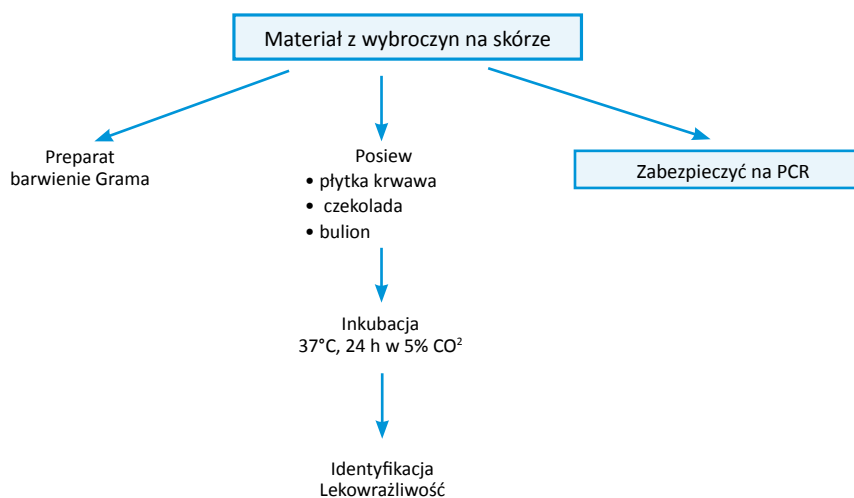 Materiał z wybroczyn na skórze
Preparat
barwienie Grama
Posiew
• płytka krwawa
• czekolada
• bulion
Zabezpieczyć na PCR
Inkubacja
37°C, 24 h w 5% CO²
Identyfikacja
Lekowrażliwość